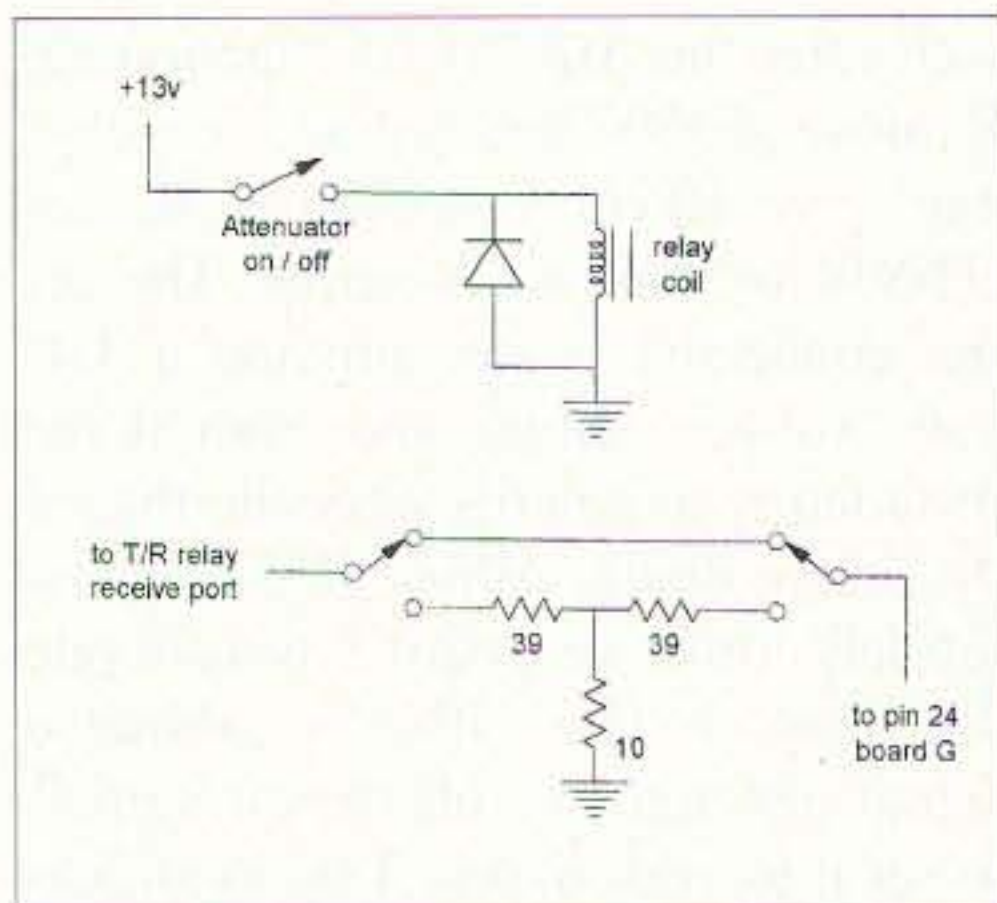 +13v
Attenuator
on / off
relay
coil
to T/R relay
receive port
39
39
10
to pin 24
board G